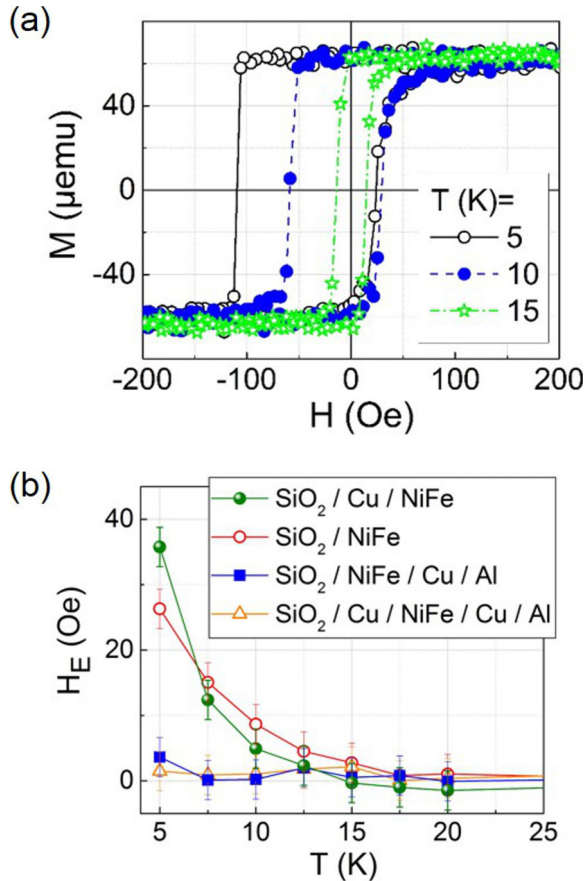 (a)
M (µemu)
40
0
-40
T (K)=
5
10
15
-200 -100 0 100 200
H (Oe)
(b)
H_E (Oe)
40
20
0
SiO₂ / Cu / NiFe
SiO₂ / NiFe
SiO₂ / NiFe / Cu / Al
SiO₂ / Cu / NiFe / Cu / Al
5 10 15 20 25
T (K)